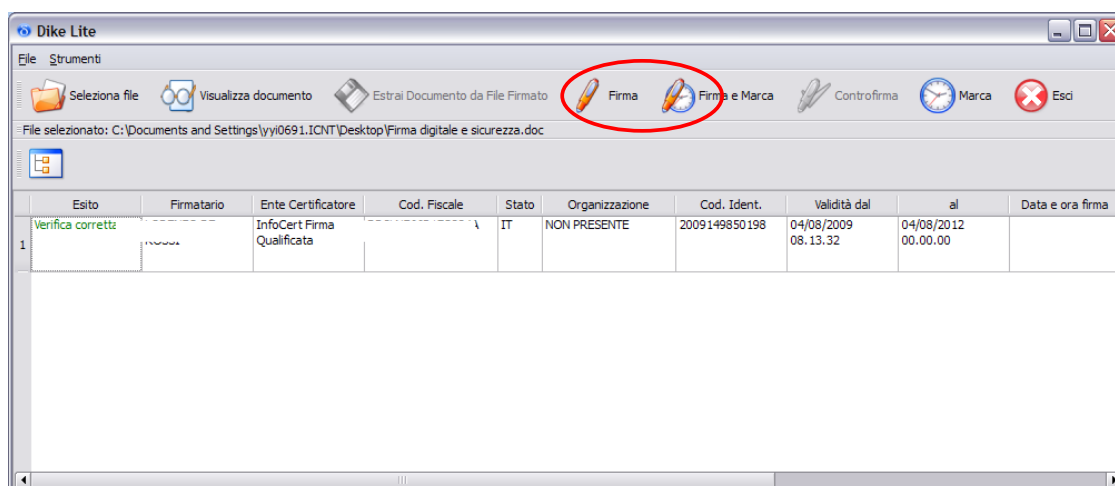 Dike Lite
File Strumenti
Seleziona file Visualizza documento Estrai Documento da File Firmato Firma Firma e Marca Controfirma Marca Esci
File selezionato: C:\Documents and Settings\yyi0691.ICNT\Desktop\Firma digitale e sicurezza.doc
Esito Firmatario Ente Certificatore Cod. Fiscale Stato Organizzazione Cod. Ident. Validità dal al Data e ora firma
1 Verifica corretta InfoCert Firma IT NON PRESENTE 2009149850198 04/08/2009 04/08/2012
Qualificata 08.13.32 00.00.00